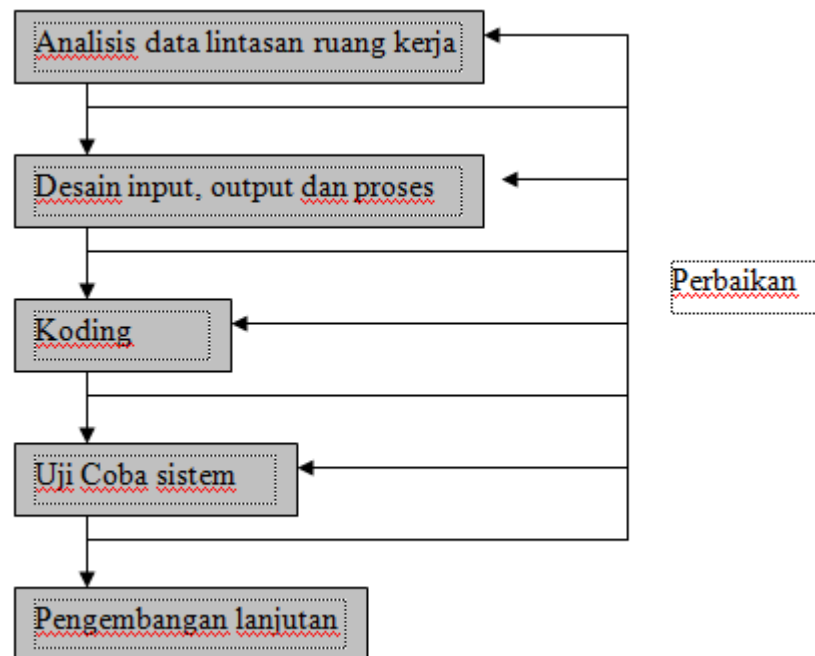 Analisis data lintasan ruang kerja
Desain input, output dan proses
Perbaikan
Koding
Uji Coba sistem
Pengembangan lanjutan